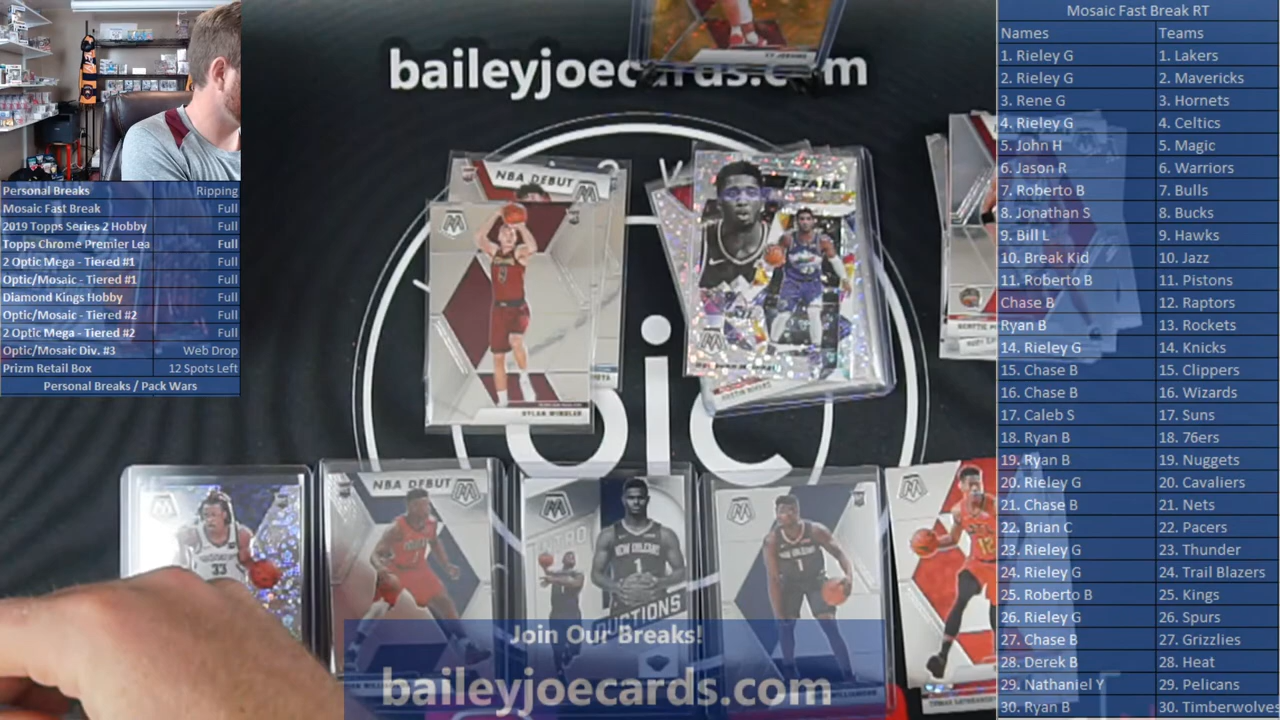 baileyjoecards.com
Personal Breaks Ripping
Mosaic Fast Break Full
2019 Topps Series 2 Hobby Full
Topps Chrome Premier Lea Full
2 Optic Mega - Tiered #1 Full
Optic/Mosaic - Tiered #1 Full
Diamond Kings Hobby Full
Optic/Mosaic - Tiered #2 Full
2 Optic Mega - Tiered #2 Full
Optic/Mosaic Div. #3 Web Drop
Prizm Retail Box 12 Spots Left
Personal Breaks / Pack Wars
NBA DEBUT
STARE
DYLAN WINDLER
NBA DEBUT
NEW ORLEANS
1
33
12
Join Our Breaks!
baileyjoecards.com
Mosaic Fast Break RT
Names Teams
1. Rieley G 1. Lakers
2. Rieley G 2. Mavericks
3. Rene G 3. Hornets
4. Rieley G 4. Celtics
5. John H 5. Magic
6. Jason R 6. Warriors
7. Roberto B 7. Bulls
8. Jonathan S 8. Bucks
9. Bill L 9. Hawks
10. Break Kid 10. Jazz
11. Roberto B 11. Pistons
Chase B 12. Raptors
Ryan B 13. Rockets
14. Rieley G 14. Knicks
15. Chase B 15. Clippers
16. Chase B 16. Wizards
17. Caleb S 17. Suns
18. Ryan B 18. 76ers
19. Ryan B 19. Nuggets
20. Rieley G 20. Cavaliers
21. Chase B 21. Nets
22. Brian C 22. Pacers
23. Rieley G 23. Thunder
24. Rieley G 24. Trail Blazers
25. Roberto B 25. Kings
26. Rieley G 26. Spurs
27. Chase B 27. Grizzlies
28. Derek B 28. Heat
29. Nathaniel Y 29. Pelicans
30. Ryan B 30. Timberwolves